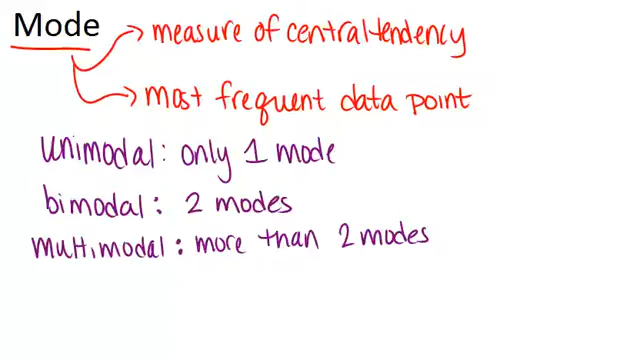 Mode
measure of central tendency
most frequent data point
unimodal: only 1 mode
bimodal: 2 modes
multimodal: more than 2 modes